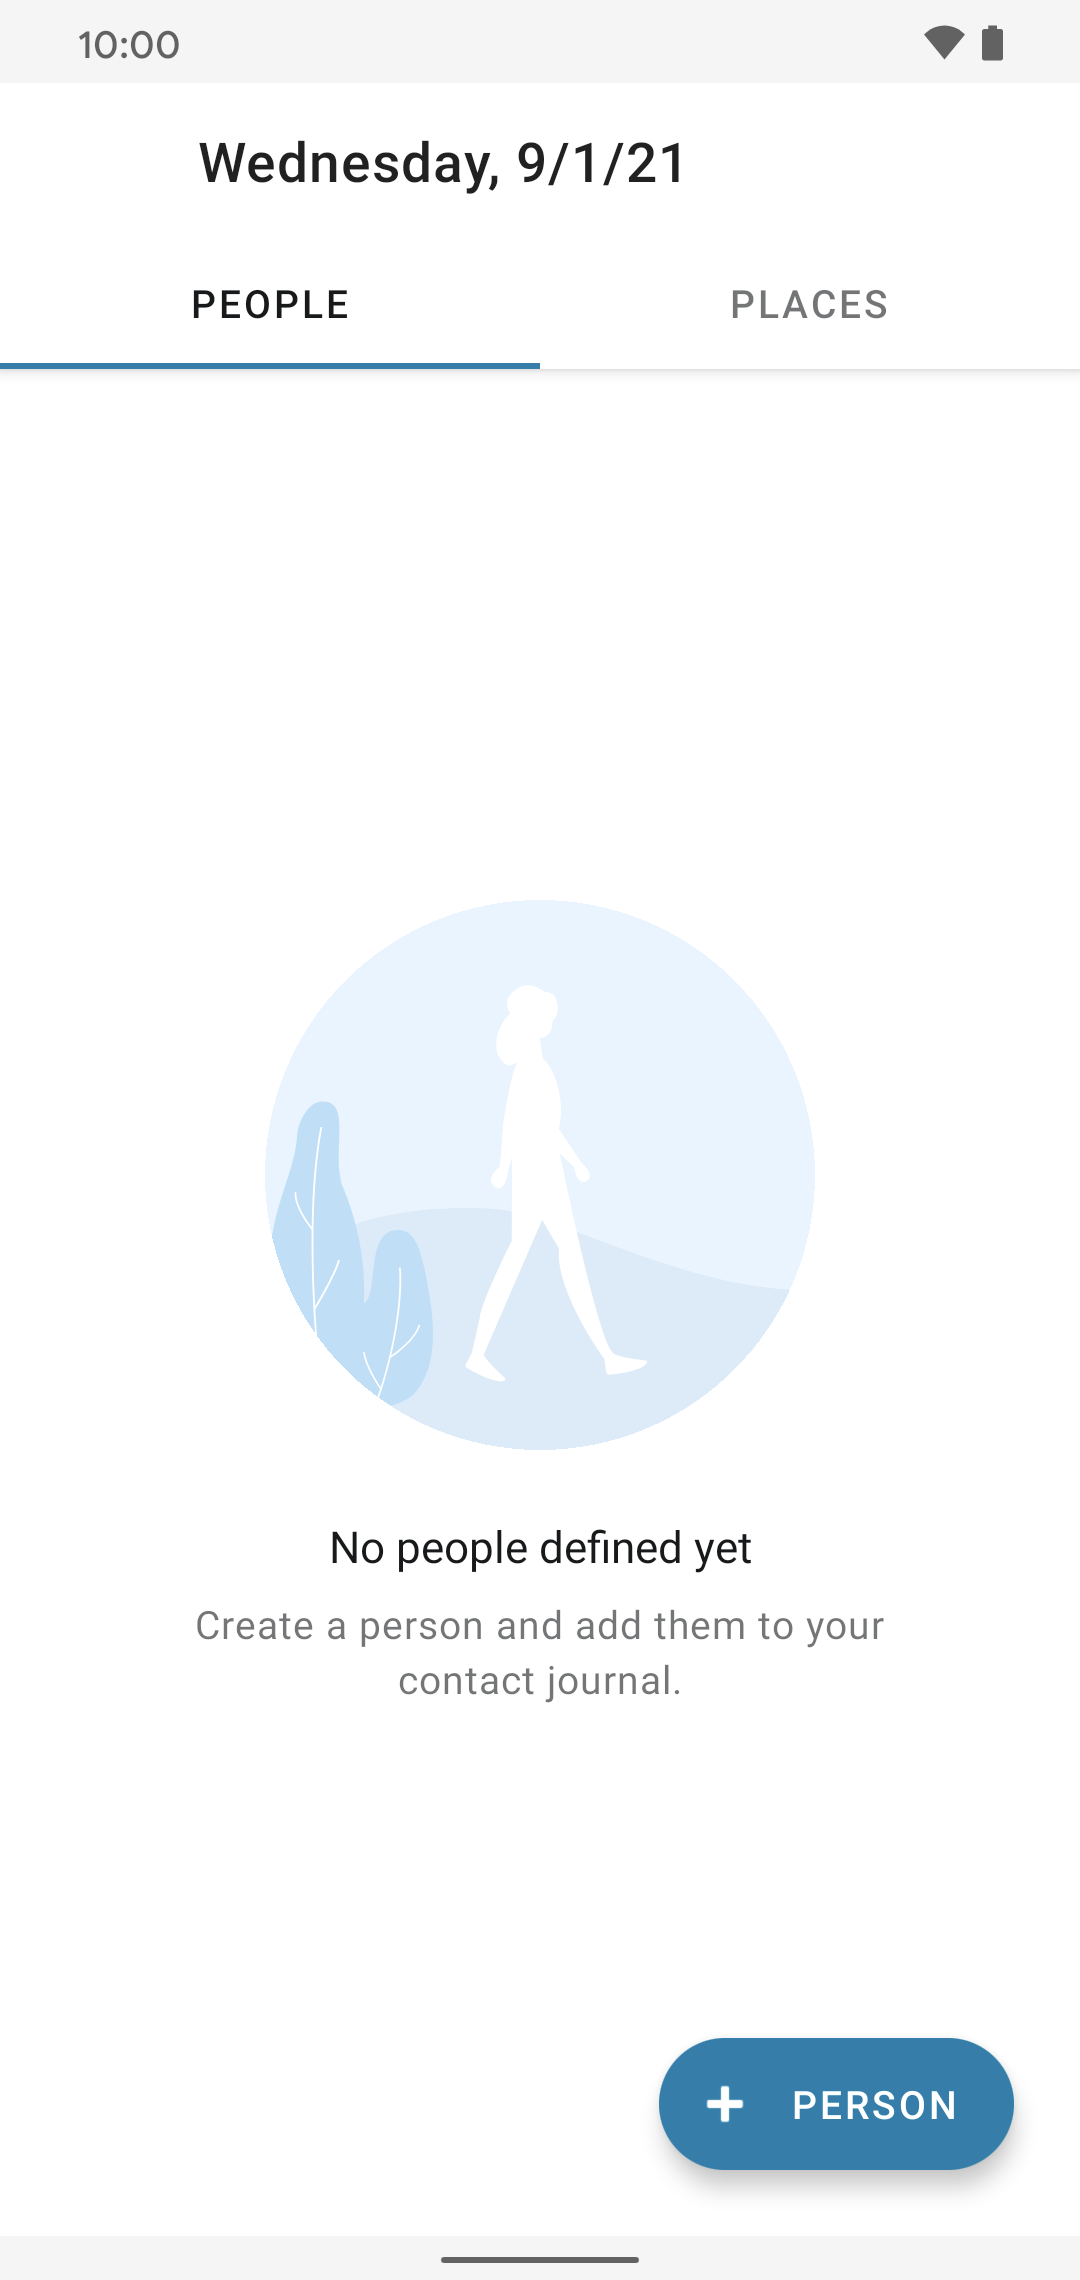 10:00
Wednesday, 9/1/21
PEOPLE
PLACES
No people defined yet
Create a person and add them to your
contact journal.
PERSON